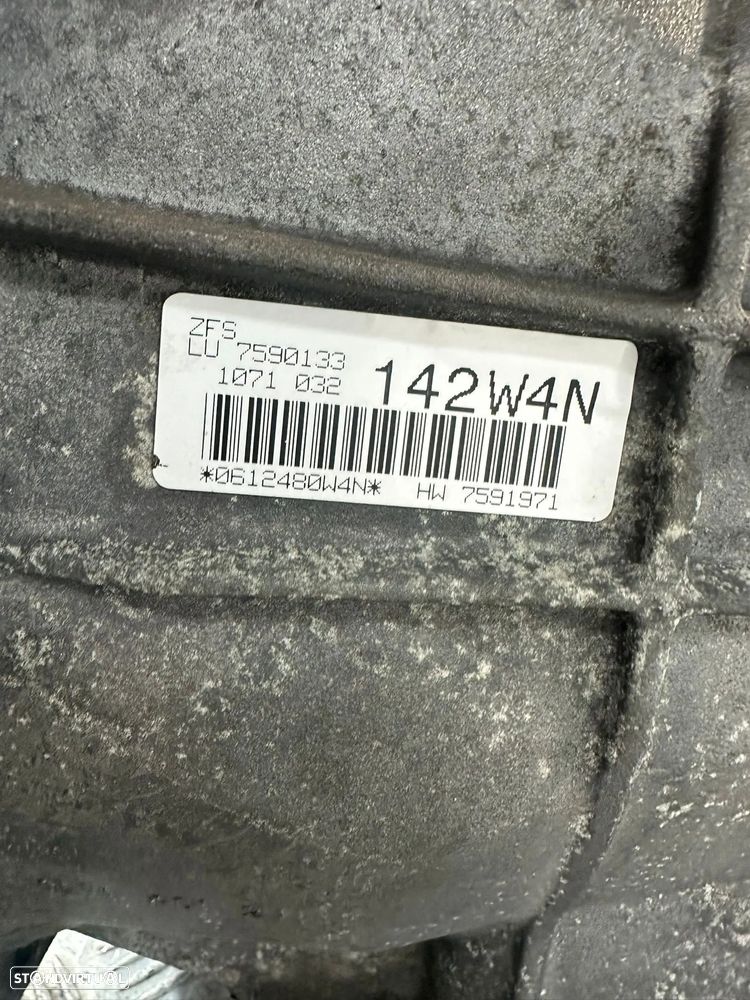 ZFS
LU 7590133
1071 032
142W4N
*0612480W4N* HW 7591971
STANDVIRTUAL